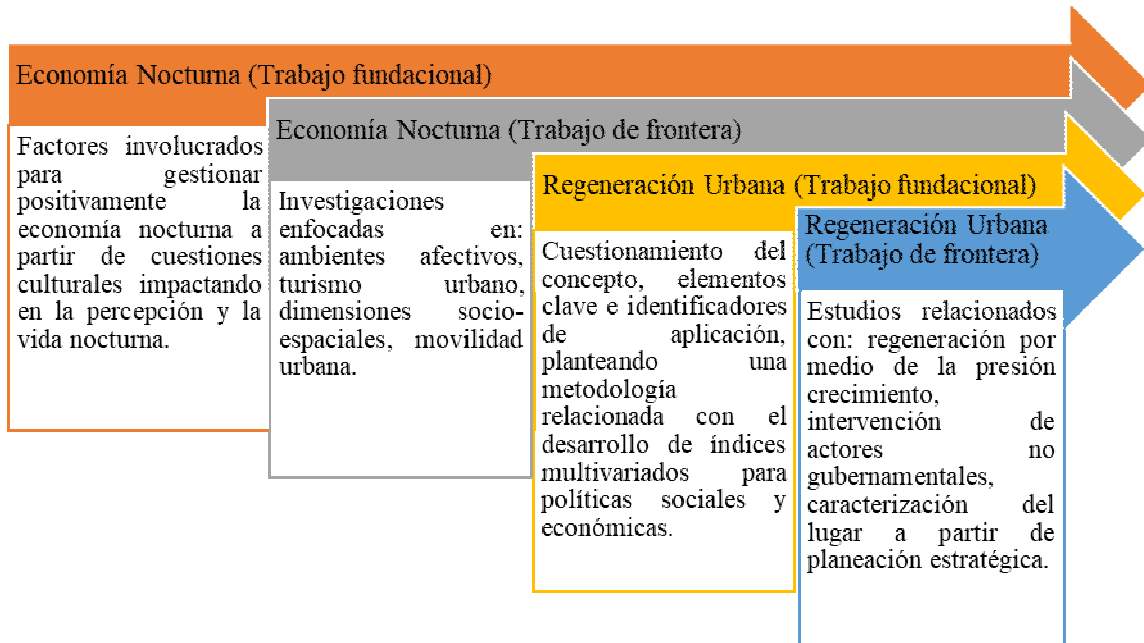 Economía Nocturna (Trabajo fundacional)
Factores involucrados
para gestionar
positivamente la
economía nocturna a
partir de cuestiones
culturales impactando
en la percepción y la
vida nocturna.
Economía Nocturna (Trabajo de frontera)
Investigaciones
enfocadas en:
ambientes afectivos,
turismo urbano,
dimensiones socio-
espaciales, movilidad
urbana.
Regeneración Urbana (Trabajo fundacional)
Cuestionamiento del
concepto, elementos
clave e identificadores
de aplicación,
planteando una
metodología
relacionada con el
desarrollo de índices
multivariados para
políticas sociales y
económicas.
Regeneración Urbana
(Trabajo de frontera)
Estudios relacionados
con: regeneración por
medio de la presión
crecimiento,
intervención de
actores no
gubernamentales,
caracterización del
lugar a partir de
planeación estratégica.